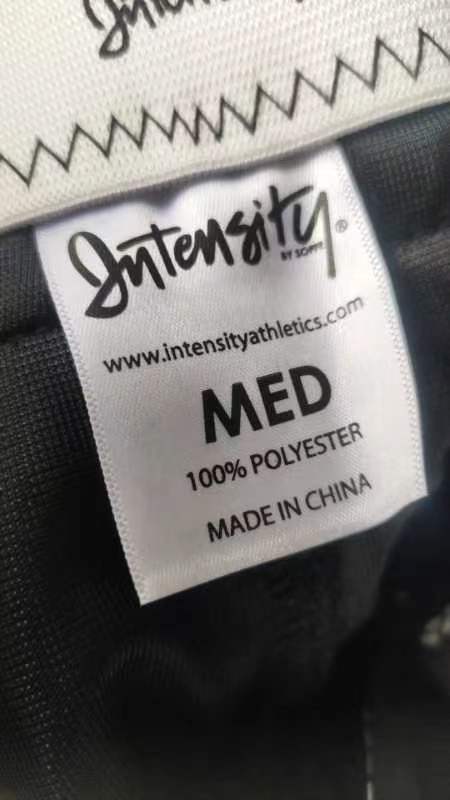 Intensity®
BY SOFFE
www.intensityathletics.com
MED
100% POLYESTER
MADE IN CHINA